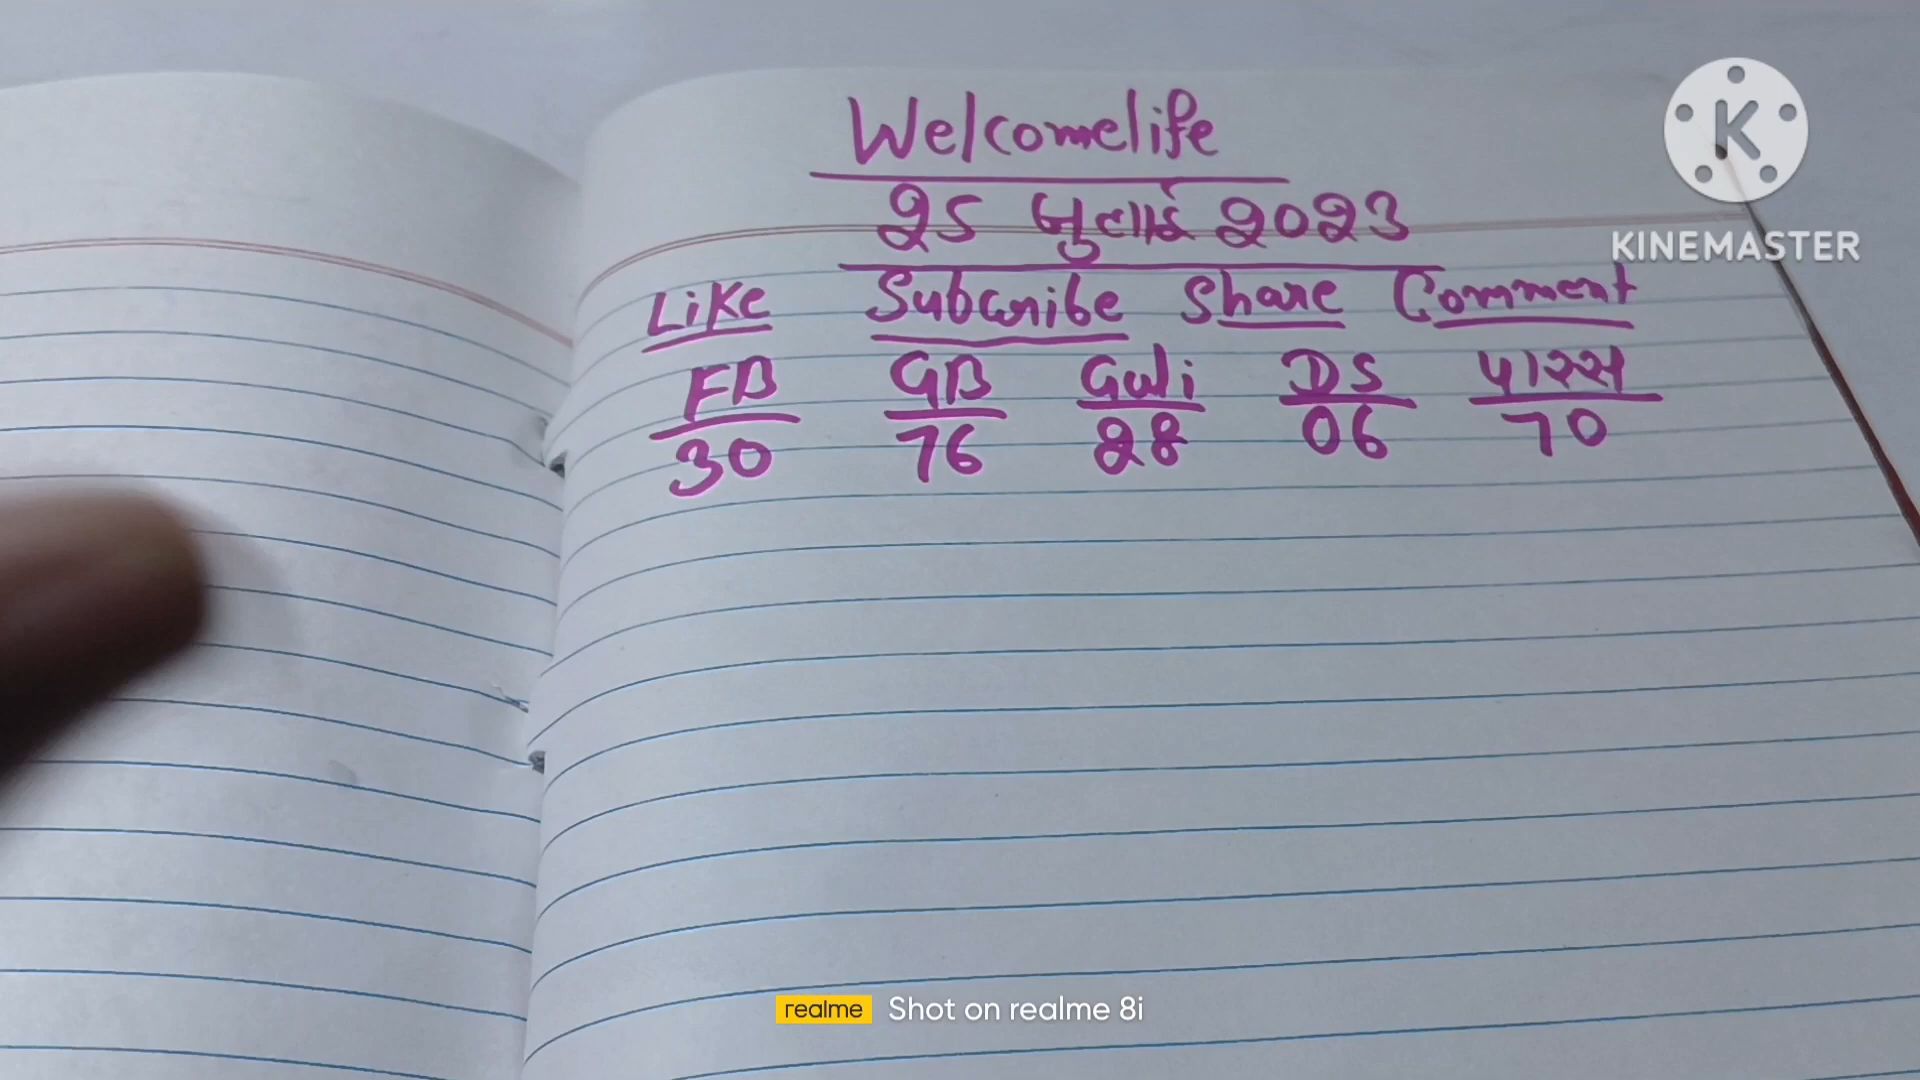 Welcomelife
25 जुलाई 2023
Like Subcribe Share Comment
FB GB Gali DS पारस
30 76 28 06 70
KINEMASTER
realme Shot on realme 8i